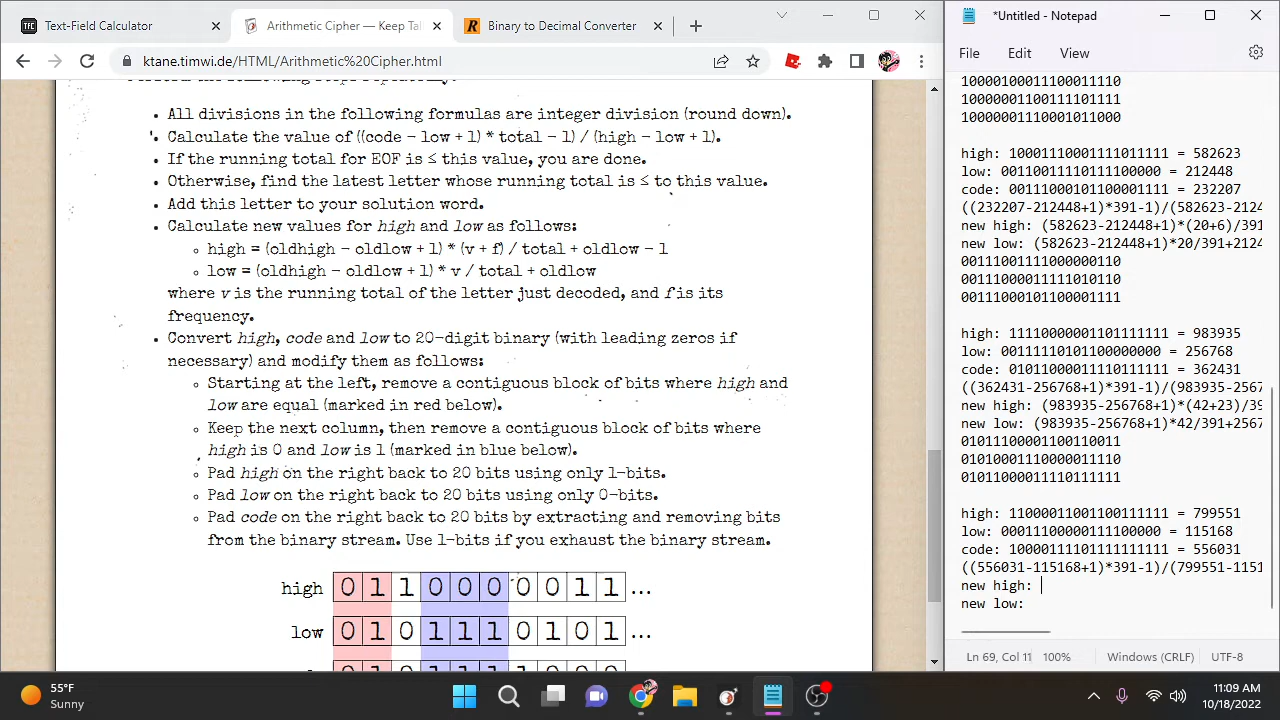 Text-Field Calculator
Arithmetic Cipher — Keep Tal
Binary to Decimal Converter
ktane.timwi.de/HTML/Arithmetic%20Cipher.html
• All divisions in the following formulas are integer division (round down).
• Calculate the value of ((code − low + 1) * total − 1) / (high − low + 1).
• If the running total for EOF is ≤ this value, you are done.
• Otherwise, find the latest letter whose running total is ≤ to this value.
• Add this letter to your solution word.
• Calculate new values for high and low as follows:
◦ high = (oldhigh − oldlow + 1) * (v + f) / total + oldlow − 1
◦ low = (oldhigh − oldlow + 1) * v / total + oldlow
where v is the running total of the letter just decoded, and f is its
frequency.
• Convert high, code and low to 20-digit binary (with leading zeros if
necessary) and modify them as follows:
◦ Starting at the left, remove a contiguous block of bits where high and
low are equal (marked in red below).
◦ Keep the next column, then remove a contiguous block of bits where
high is 0 and low is 1 (marked in blue below).
◦ Pad high on the right back to 20 bits using only 1-bits.
◦ Pad low on the right back to 20 bits using only 0-bits.
◦ Pad code on the right back to 20 bits by extracting and removing bits
from the binary stream. Use 1-bits if you exhaust the binary stream.
high 0 1 1 0 0 0 0 0 1 1 ...
low 0 1 0 1 1 1 0 1 0 1 ...
*Untitled - Notepad
File Edit View
10000100011100011110
10000001100111101111
10000001110001011000
high: 10001110001111011111 = 582623
low: 00110011110111100000 = 212448
code: 00111000101100001111 = 232207
((232207-212448+1)*391-1)/(582623-2124
new high: (582623-212448+1)*(20+6)/391
new low: (582623-212448+1)*20/391+2124
00111001111000000110
00111000011111010110
00111000101100001111
high: 11110000001101111111 = 983935
low: 00111110101100000000 = 256768
code: 01011000011110111111 = 362431
((362431-256768+1)*391-1)/(983935-2567
new high: (983935-256768+1)*(42+23)/39
new low: (983935-256768+1)*42/391+2567
01011100001100110011
01010001110000011110
01011000011110111111
high: 11000011001100111111 = 799551
low: 00011100000111100000 = 115168
code: 10000111101111111111 = 556031
((556031-115168+1)*391-1)/(799551-1151
new high:
new low:
Ln 69, Col 11 100% Windows (CRLF) UTF-8
55°F
Sunny
11:09 AM
10/18/2022